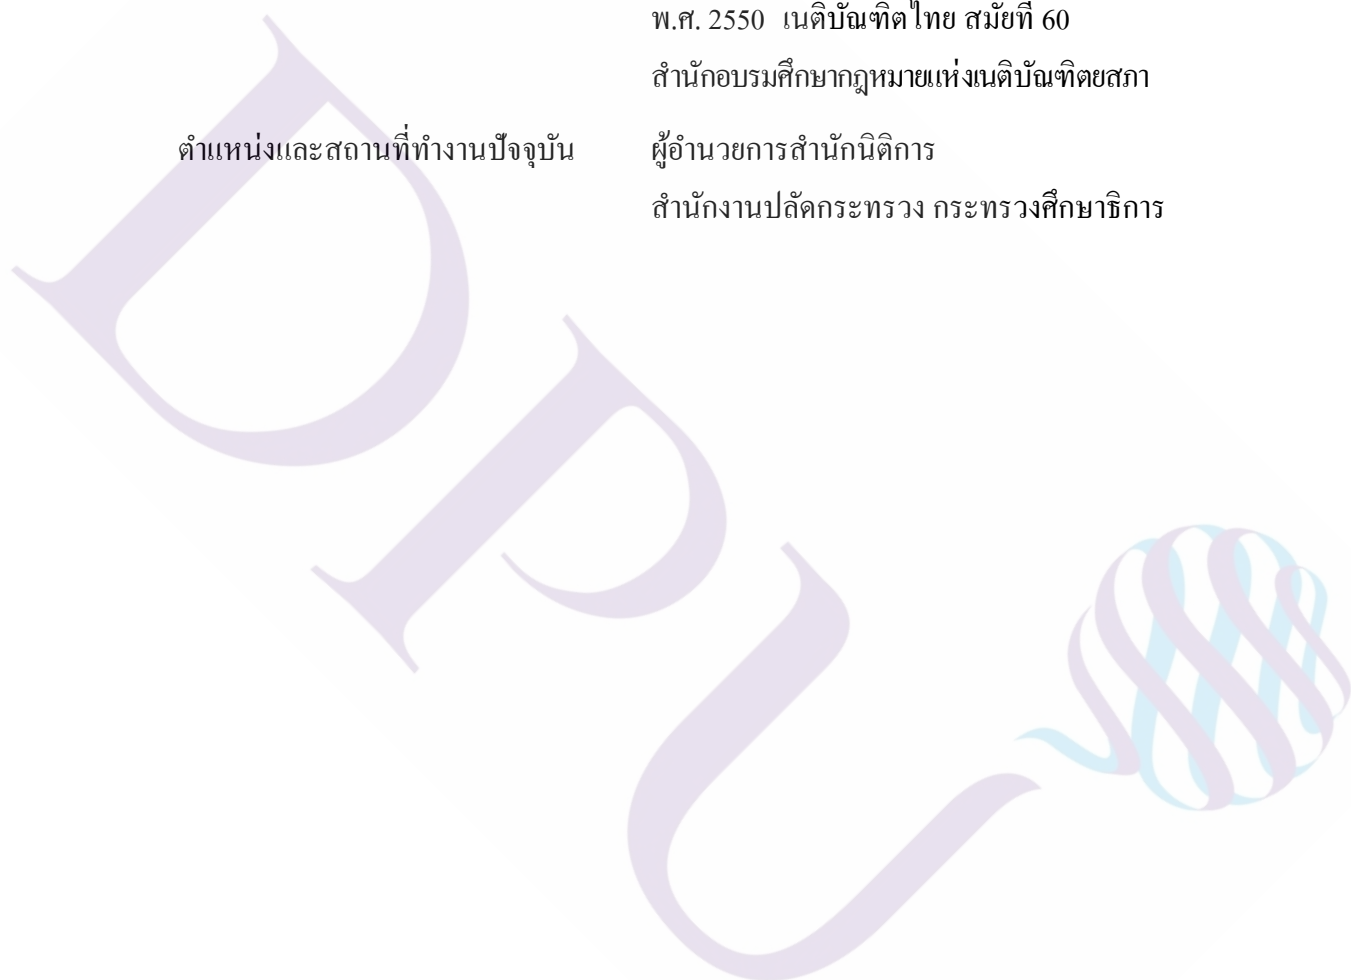 พ.ศ. 2550 เนติบัณฑิตไทย สมัยที่ 60
สำนักอบรมศึกษากฎหมายแห่งเนติบัณฑิตยสภา
ตำแหน่งและสถานที่ทำงานปัจจุบัน ผู้อำนวยการสำนักนิติการ
สำนักงานปลัดกระทรวง กระทรวงศึกษาธิการ
DPU